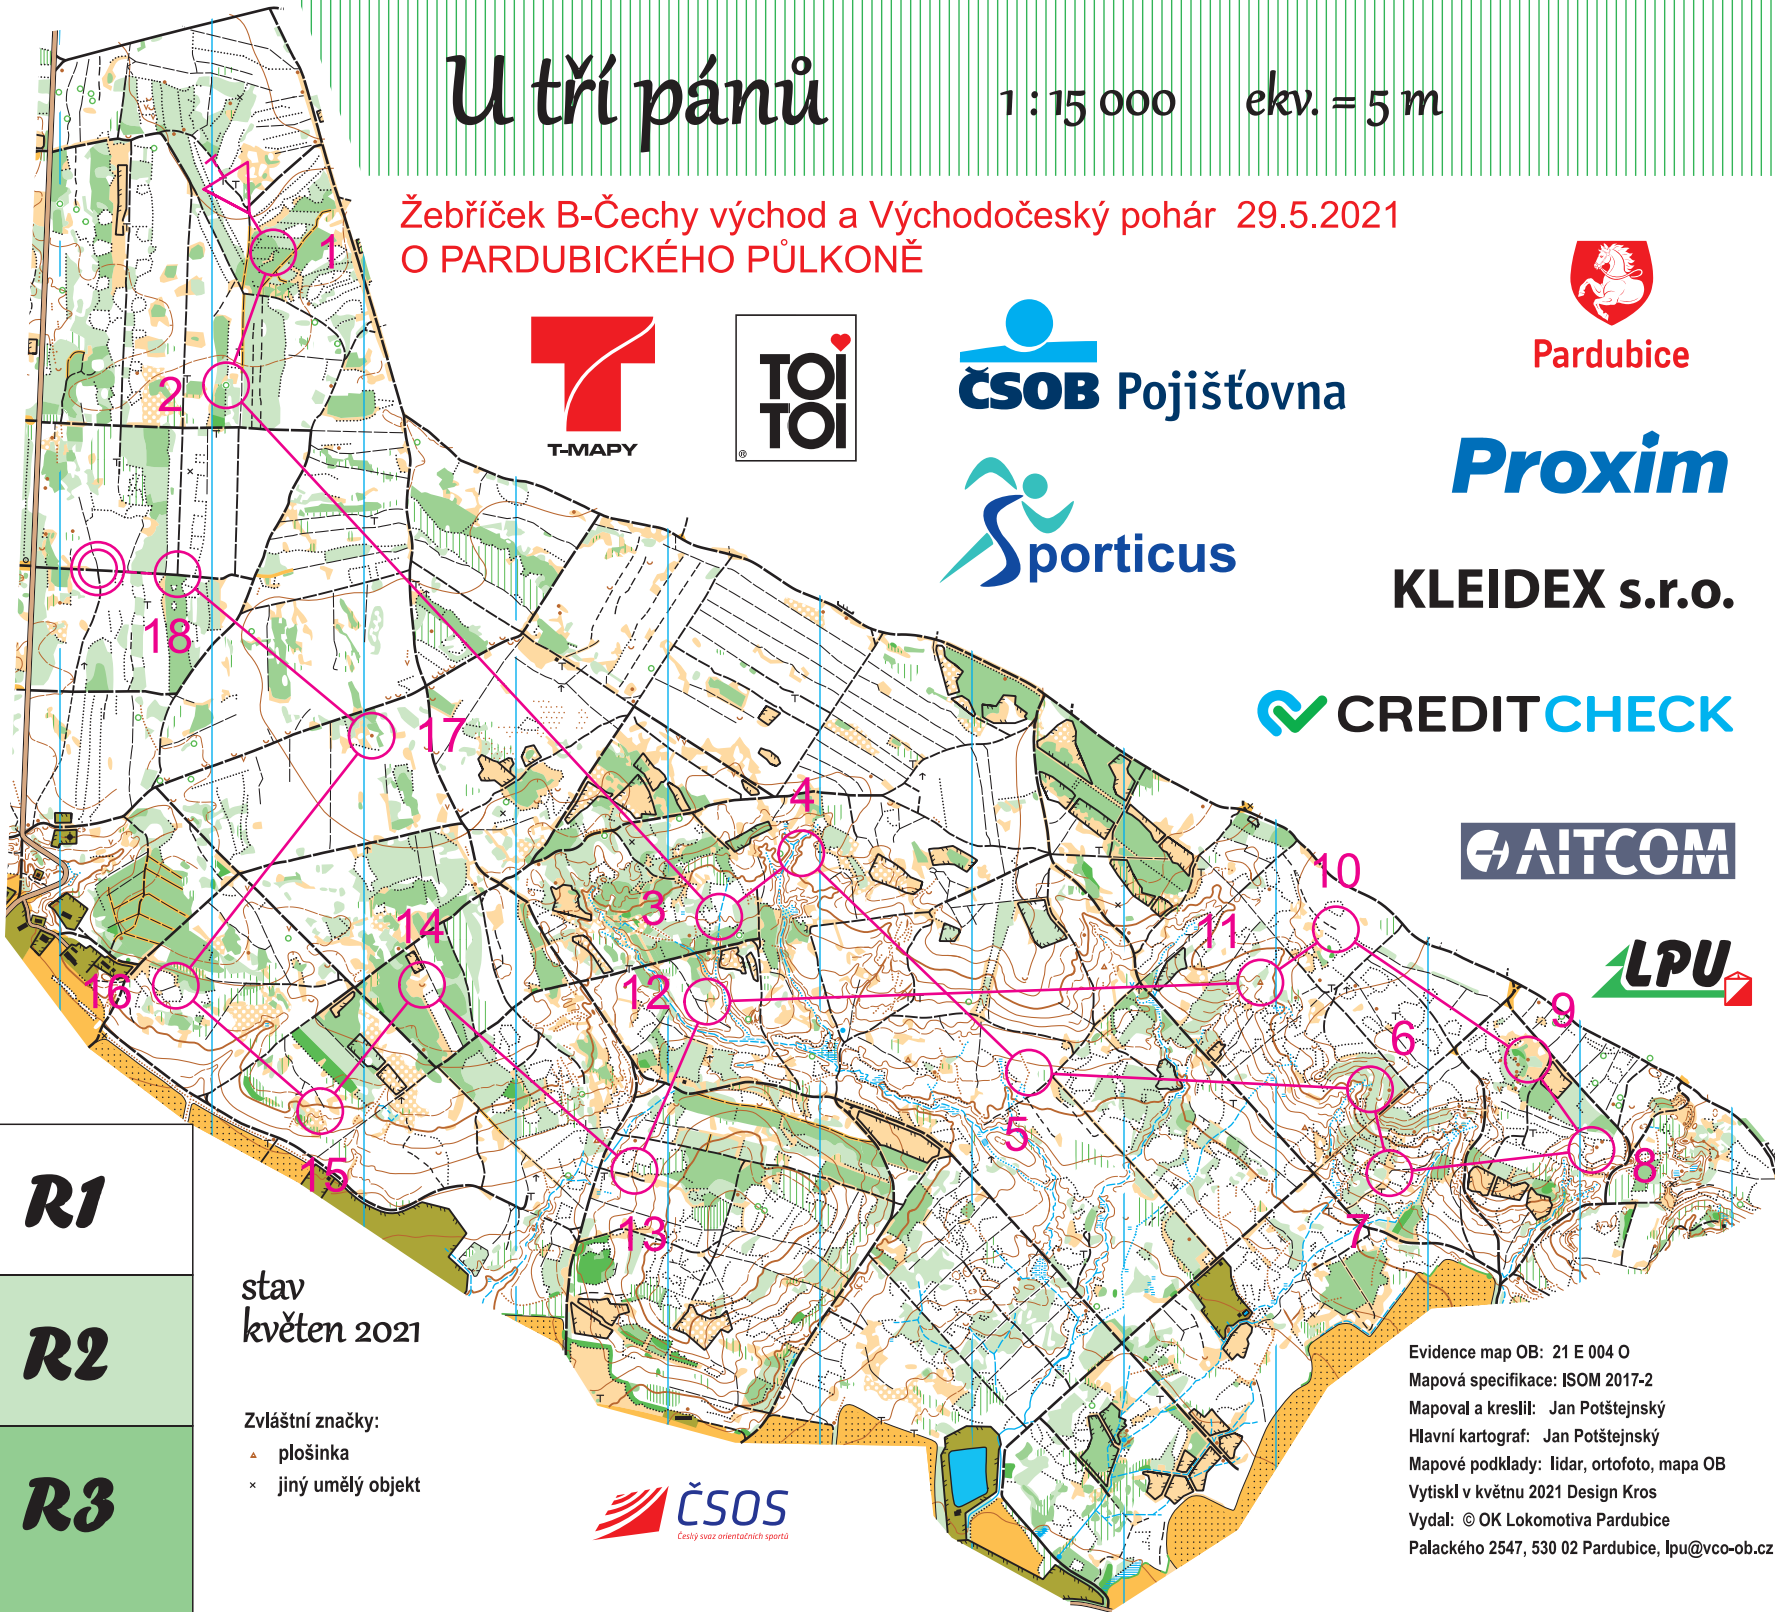 U tří pánů
1 : 15 000
ekv. = 5 m
Žebříček B-Čechy východ a Východočeský pohár 29.5.2021
O PARDUBICKÉHO PŮLKONĚ
T-MAPY
TOI
TOI
®
ČSOB Pojišťovna
Pardubice
Proxim
Sporticus
KLEIDEX s.r.o.
CREDITCHECK
AITCOM
LPU
1
2
18
17
4
3
10
14
11
12
16
9
6
5
15
8
7
13
R1
R2
R3
stav
květen 2021
Zvláštní značky:
plošinka
jiný umělý objekt
ČSOS
Český svaz orientačních sportů
Evidence map OB: 21 E 004 O
Mapová specifikace: ISOM 2017-2
Mapoval a kreslil: Jan Potštejnský
Hlavní kartograf: Jan Potštejnský
Mapové podklady: lidar, ortofoto, mapa OB
Vytiskl v květnu 2021 Design Kros
Vydal: © OK Lokomotiva Pardubice
Palackého 2547, 530 02 Pardubice, lpu@vco-ob.cz